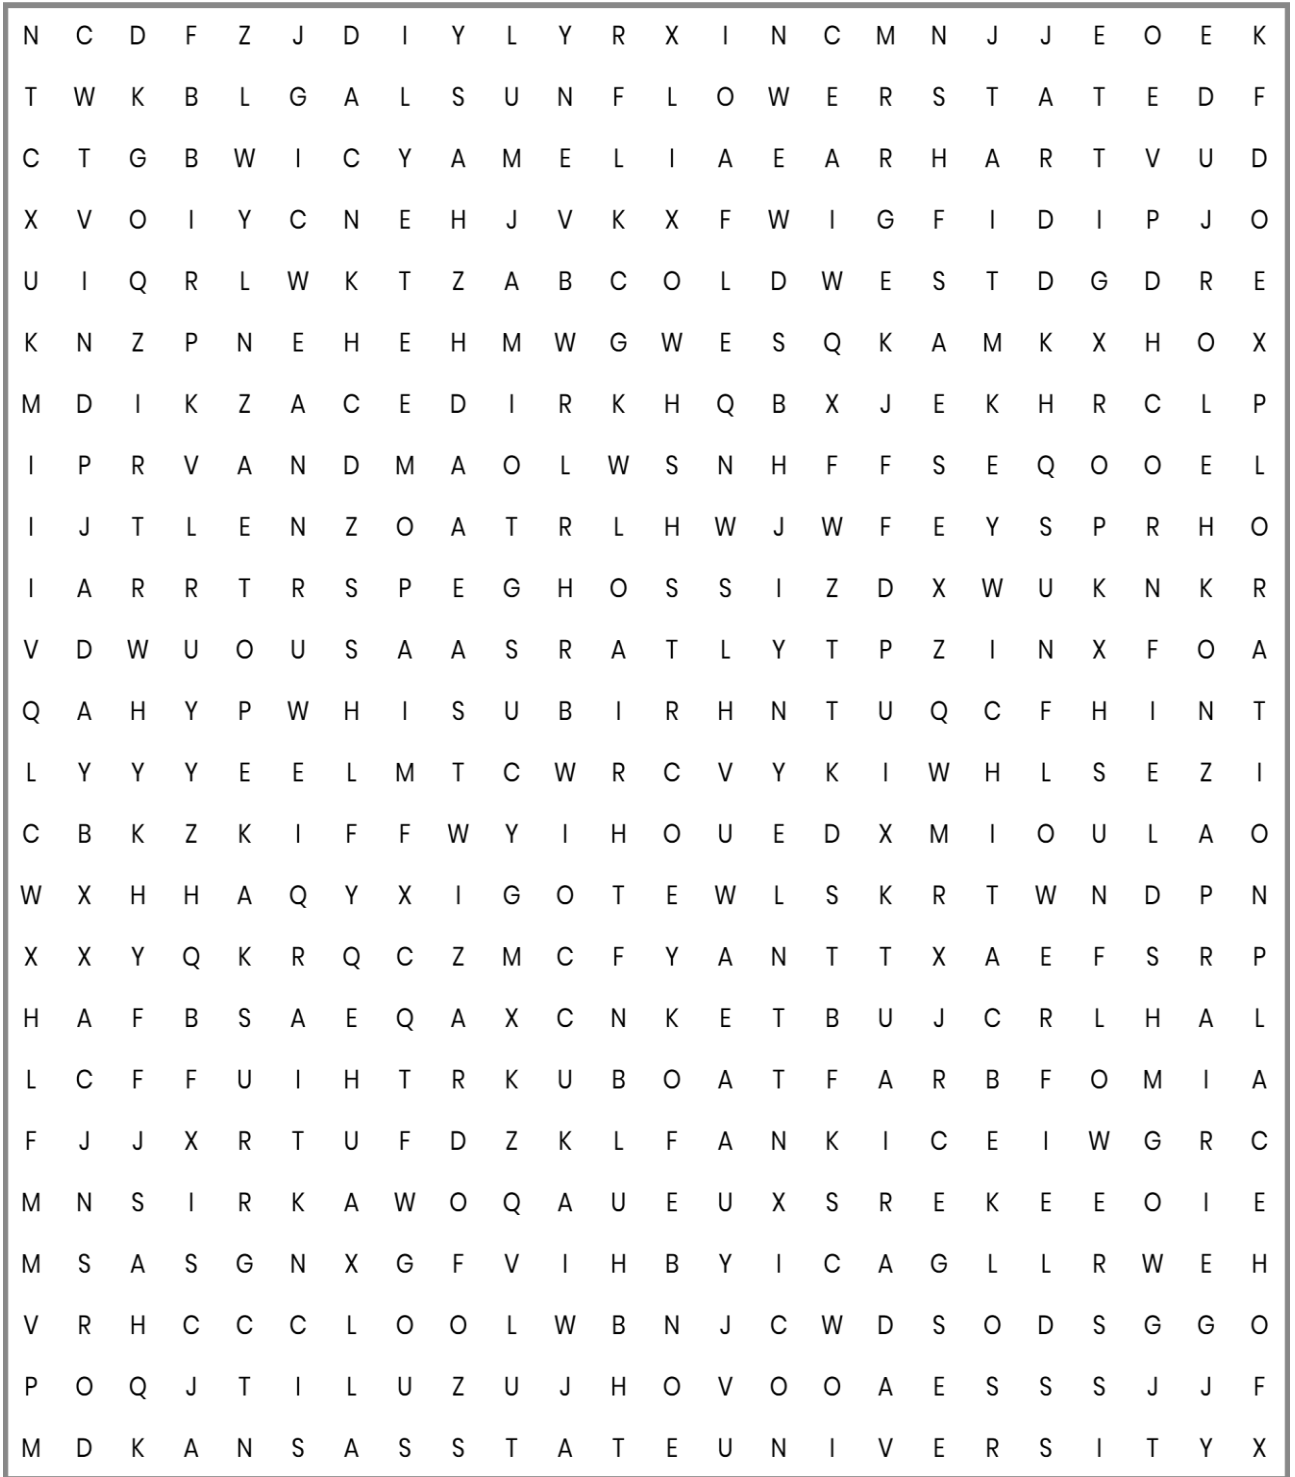 N C D F Z J D I Y L Y R X I N C M N J J E O E K
T W K B L G A L S U N F L O W E R S T A T E D F
C T G B W I C Y A M E L I A E A R H A R T V U D
X V O I Y C N E H J V K X F W I G F I D I P J O
U I Q R L W K T Z A B C O L D W E S T D G D R E
K N Z P N E H E H M W G W E S Q K A M K X H O X
M D I K Z A C E D I R K H Q B X J E K H R C L P
I P R V A N D M A O L W S N H F F S E Q O O E L
I J T L E N Z O A T R L H W J W F E Y S P R H O
I A R R T R S P E G H O S S I Z D X W U K N K R
V D W U O U S A A S R A T L Y T P Z I N X F O A
Q A H Y P W H I S U B I R H N T U Q C F H I N T
L Y Y Y E E L M T C W R C V Y K I W H L S E Z I
C B K Z K I F F W Y I H O U E D X M I O U L A O
W X H H A Q Y X I G O T E W L S K R T W N D P N
X X Y Q K R Q C Z M C F Y A N T T X A E F S R P
H A F B S A E Q A X C N K E T B U J C R L H A L
L C F F U I H T R K U B O A T F A R B F O M I A
F J J X R T U F D Z K L F A N K I C E I W G R C
M N S I R K A W O Q A U E U X S R E K E E O I E
M S A S G N X G F V I H B Y I C A G L L R W E H
V R H C C C L O O L W B N J C W D S O D S G G O
P O Q J T I L U Z U J H O V O O A E S S S J J F
M D K A N S A S S T A T E U N I V E R S I T Y X